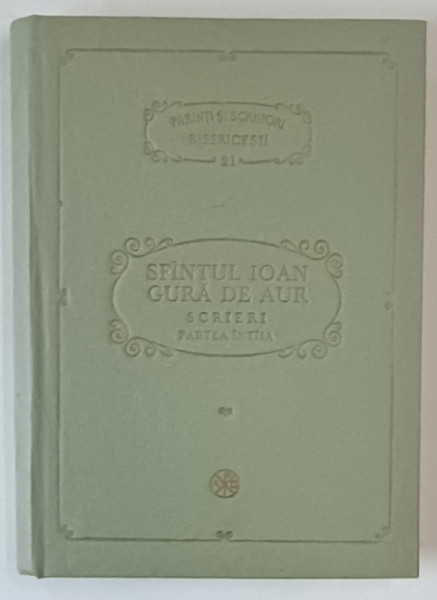 PĂRINȚI ȘI SCRIITORI
BISERICEȘTI
21
SFÎNTUL IOAN
GURĂ DE AUR
SCRIERI
PARTEA ÎNTÎIA